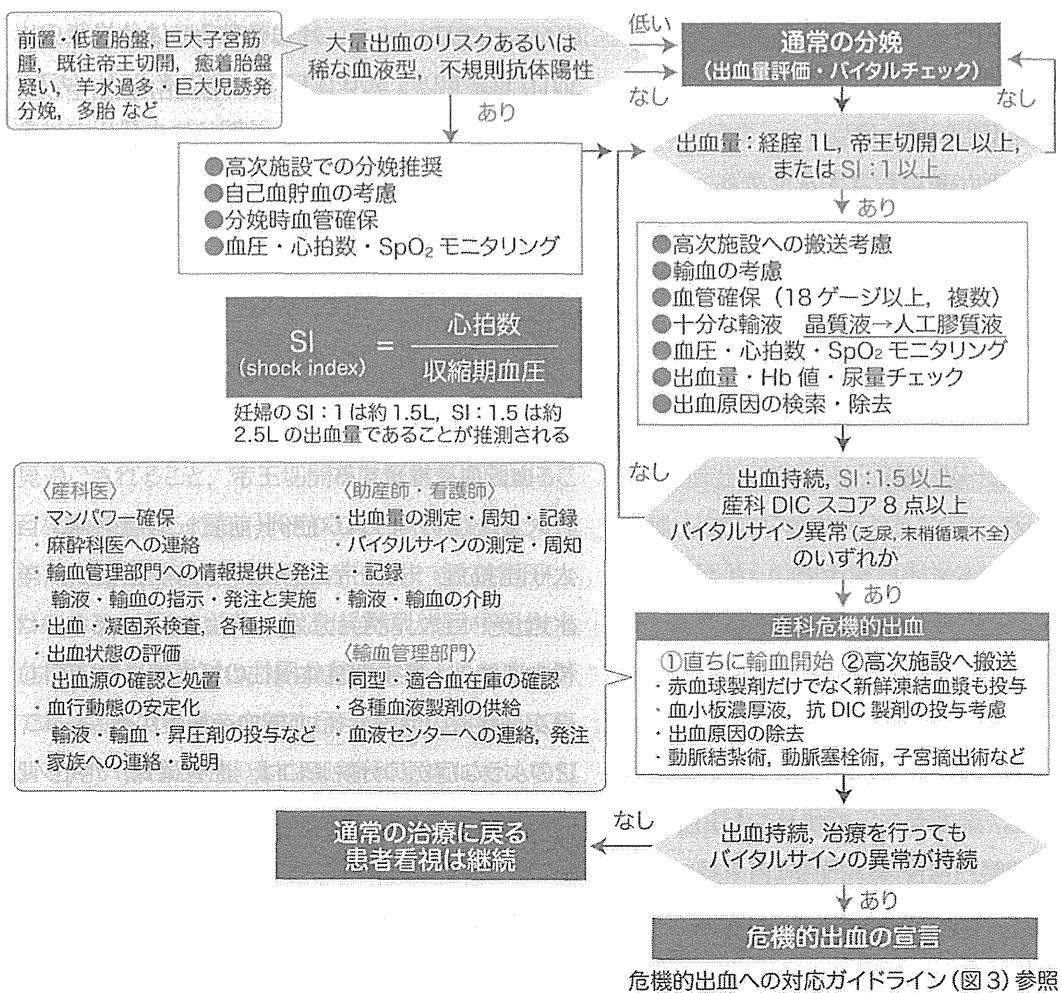 前置・低置胎盤, 巨大子宮筋
腫, 既往帝王切開, 癒着胎盤
疑い, 羊水過多・巨大児誘発
分娩, 多胎 など
大量出血のリスクあるいは
稀な血液型, 不規則抗体陽性
低い
なし
通常の分娩
(出血量評価・バイタルチェック)
なし
あり
●高次施設での分娩推奨
●自己血貯血の考慮
●分娩時血管確保
●血圧・心拍数・SpO₂ モニタリング
出血量：経腟 1L, 帝王切開 2L 以上,
または SI：1 以上
あり
●高次施設への搬送考慮
●輸血の考慮
●血管確保（18 ゲージ以上, 複数）
●十分な輸液　晶質液→人工膠質液
●血圧・心拍数・SpO₂ モニタリング
●出血量・Hb 値・尿量チェック
●出血原因の検索・除去
SI
(shock index)
=
心拍数
収縮期血圧
妊婦の SI：1 は約 1.5L, SI：1.5 は約
2.5L の出血量であることが推測される
なし
出血持続, SI：1.5 以上
産科 DIC スコア 8 点以上
バイタルサイン異常 (乏尿, 末梢循環不全)
のいずれか
あり
〈産科医〉
・マンパワー確保
・麻酔科医への連絡
・輸血管理部門への情報提供と発注
輸液・輸血の指示・発注と実施
・出血・凝固系検査, 各種採血
・出血状態の評価
出血源の確認と処置
・血行動態の安定化
輸液・輸血・昇圧剤の投与など
・家族への連絡・説明
〈助産師・看護師〉
・出血量の測定・周知・記録
・バイタルサインの測定・周知
・記録
・輸液・輸血の介助
〈輸血管理部門〉
・同型・適合血在庫の確認
・各種血液製剤の供給
・血液センターへの連絡, 発注
産科危機的出血
①直ちに輸血開始 ②高次施設へ搬送
・赤血球製剤だけでなく新鮮凍結血漿も投与
・血小板濃厚液, 抗 DIC 製剤の投与考慮
・出血原因の除去
・動脈結紮術, 動脈塞栓術, 子宮摘出術など
出血持続, 治療を行っても
バイタルサインの異常が持続
なし
通常の治療に戻る
患者看視は継続
あり
危機的出血の宣言
危機的出血への対応ガイドライン (図 3) 参照